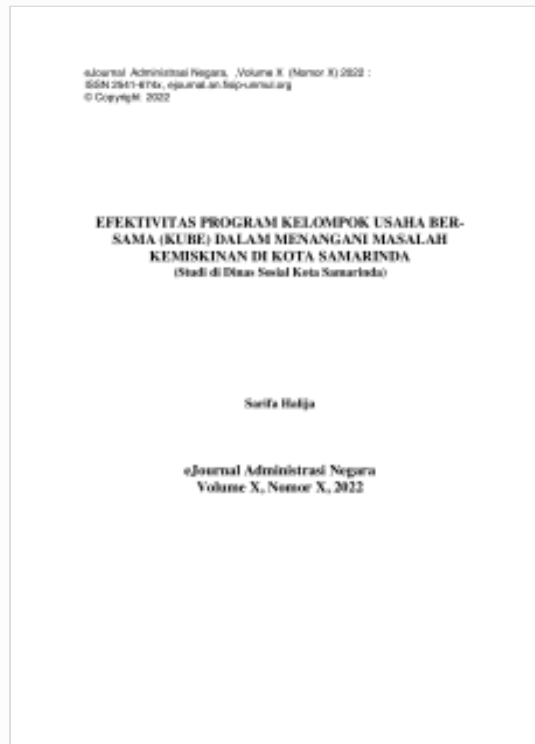 eJournal Administrasi Negara, ,Volume X (Nomor X) 2022 :
ISSN 2541-674x, ejournal.an.fisip-unmul.org
© Copyright 2022
EFEKTIVITAS PROGRAM KELOMPOK USAHA BER-
SAMA (KUBE) DALAM MENANGANI MASALAH
KEMISKINAN DI KOTA SAMARINDA
(Studi di Dinas Sosial Kota Samarinda)
Sarifa Halija
eJournal Administrasi Negara
Volume X, Nomor X, 2022